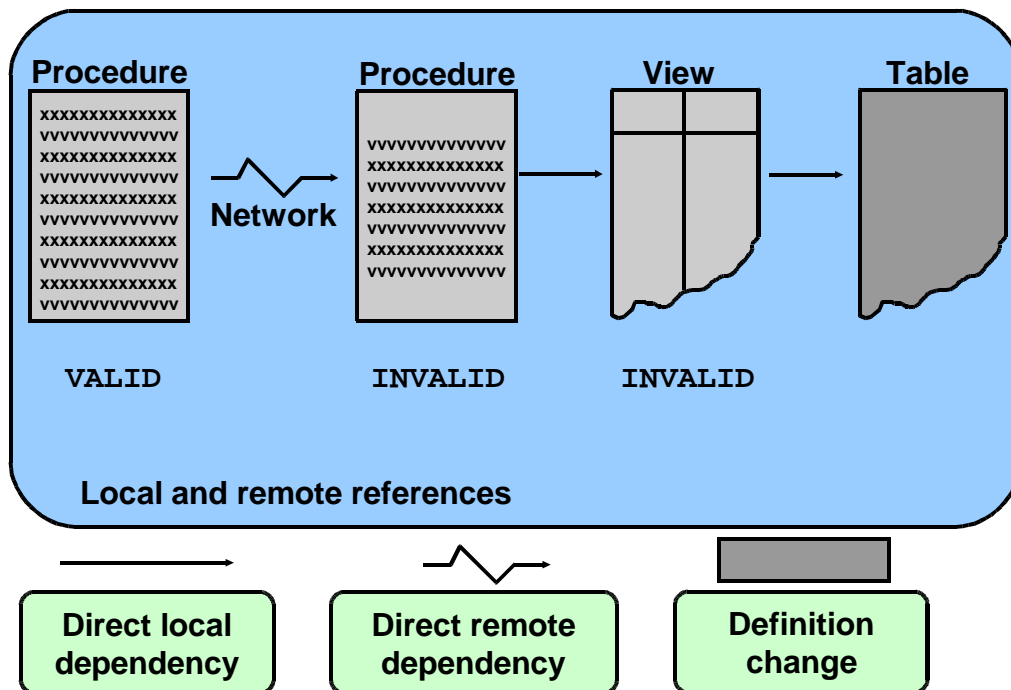 Procedure Procedure View Table
xxxxxxxxxxxxxx
vvvvvvvvvvvvvv
xxxxxxxxxxxxxx
vvvvvvvvvvvvvv
xxxxxxxxxxxxxx
vvvvvvvvvvvvvv
xxxxxxxxxxxxxx
vvvvvvvvvvvvvv
xxxxxxxxxxxxxx
vvvvvvvvvvvvvv
Network
vvvvvvvvvvvvvv
xxxxxxxxxxxxxx
vvvvvvvvvvvvvv
xxxxxxxxxxxxxx
vvvvvvvvvvvvvv
xxxxxxxxxxxxxx
vvvvvvvvvvvvvv
VALID INVALID INVALID
Local and remote references
Direct local
dependency
Direct remote
dependency
Definition
change